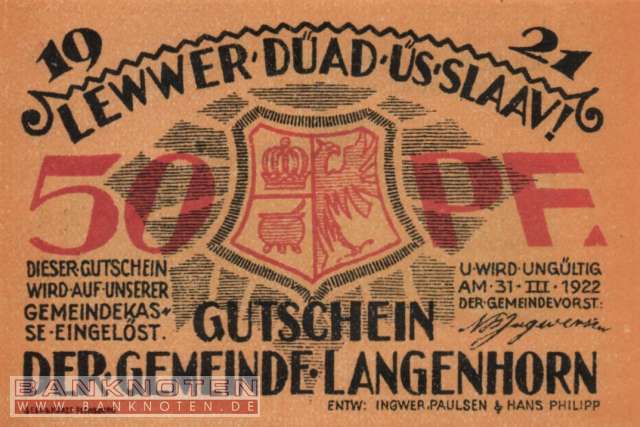 1921
LEWWER·DÜAD·ÜS·SLAAV!
50 PF.
DIESER·GUTSCHEIN
WIRD·AUF·UNSERER
GEMEINDEKAS=
SE·EINGELÖST.
U·WIRD·UNGÜLTIG
AM·31·III·1922
DER·GEMEINDEVORST:
GUTSCHEIN
DER·GEMEINDE·LANGENHORN
ENTW: INGWER·PAULSEN & HANS PHILIPP
BANKNOTEN
WWW.BANKNOTEN.DE